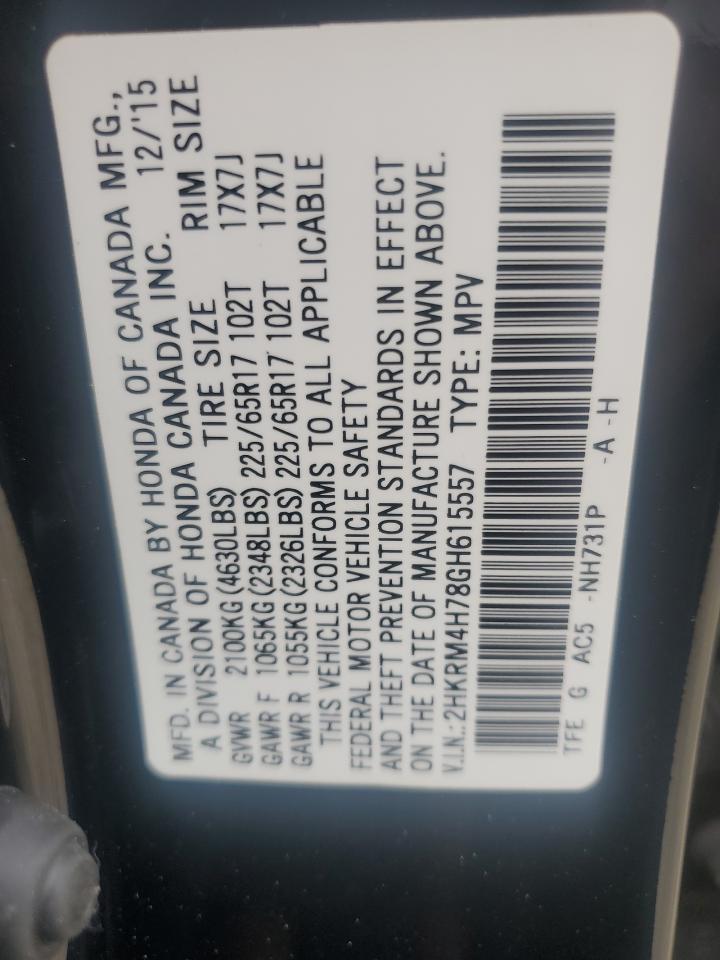 MFD. IN CANADA BY HONDA OF CANADA MFG.,
A DIVISION OF HONDA CANADA INC. 12/'15
TIRE SIZE RIM SIZE
GVWR 2100KG(4630LBS)
GAWR F 1065KG(2348LBS) 225/65R17 102T 17X7J
GAWR R 1055KG(2326LBS) 225/65R17 102T 17X7J
THIS VEHICLE CONFORMS TO ALL APPLICABLE
FEDERAL MOTOR VEHICLE SAFETY
AND THEFT PREVENTION STANDARDS IN EFFECT
ON THE DATE OF MANUFACTURE SHOWN ABOVE.
V.I.N.: 2HKRM4H78GH615557 TYPE: MPV
TFE G AC5 -NH731P -A -H